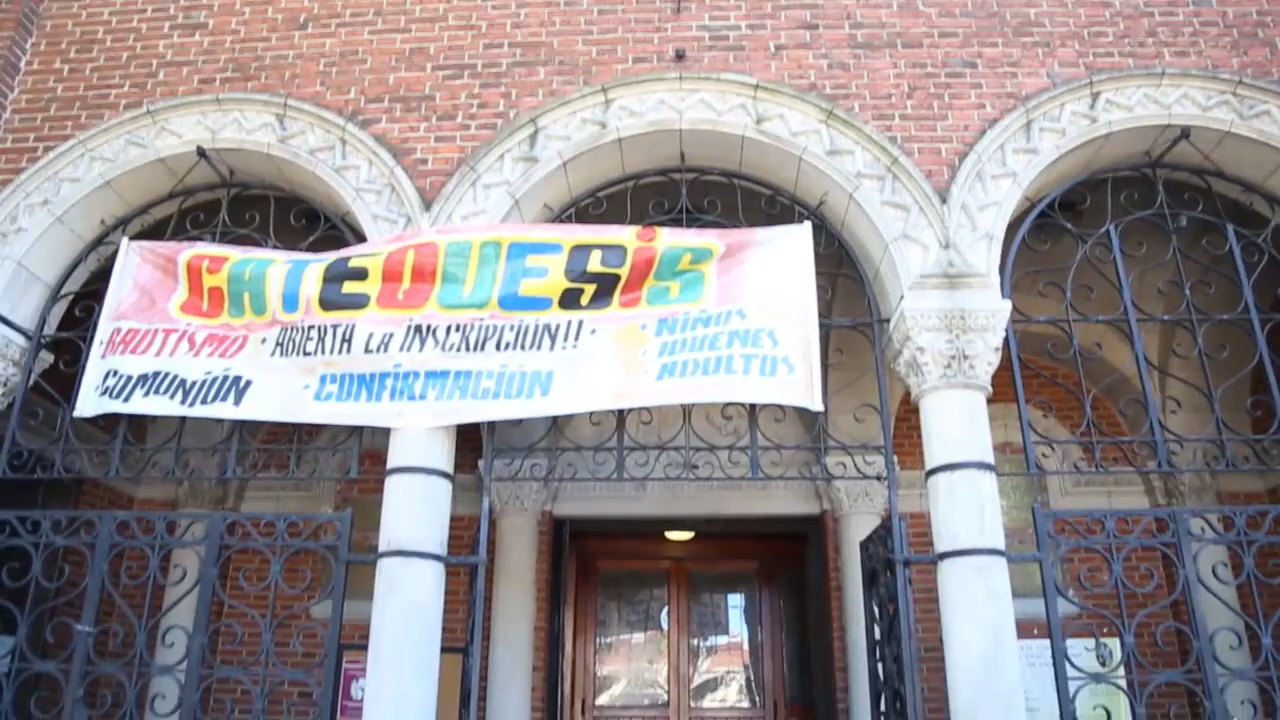 CATEQUESIS
·BAUTISMO ·ABIERTA LA INSCRIPCIÓN!!· ·NIÑOS
·JOVENES
·COMUNIÓN ·CONFIRMACIÓN ·ADULTOS